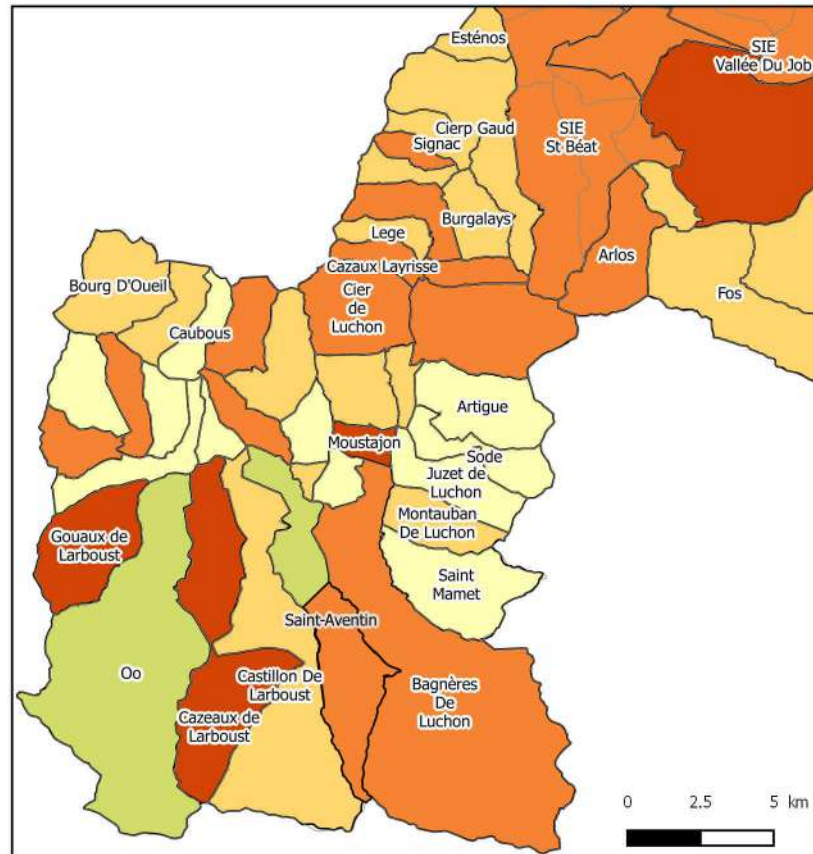 Esténos
SIE
Vallée Du Job
Cierp Gaud
Signac
SIE
St Béat
Burgalays
Lege
Arlos
Cazaux Layrisse
Bourg D'Oueil
Cier
de
Luchon
Fos
Caubous
Artigue
Moustajon
Sode
Juzet de
Luchon
Montauban
De Luchon
Gouaux de
Larboust
Saint
Mamet
Saint-Aventin
Oo
Castillon De
Larboust
Bagnères
De
Luchon
Cazeaux de
Larboust
0 2.5 5 km